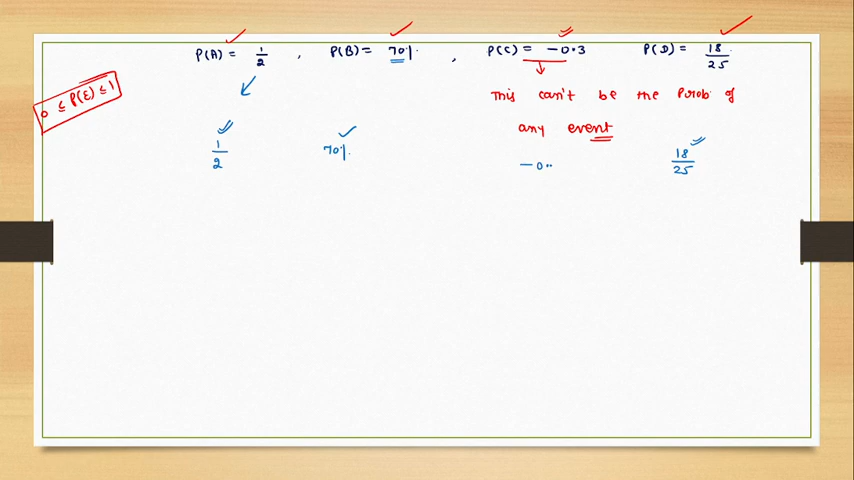 P(A) = 1/2 , P(B) = 70% , P(C) = -0.3 P(D) = 18/25
0 ≤ P(E) ≤ 1
This can't be the Prob. of
any event
1/2 70% -0.. 18/25